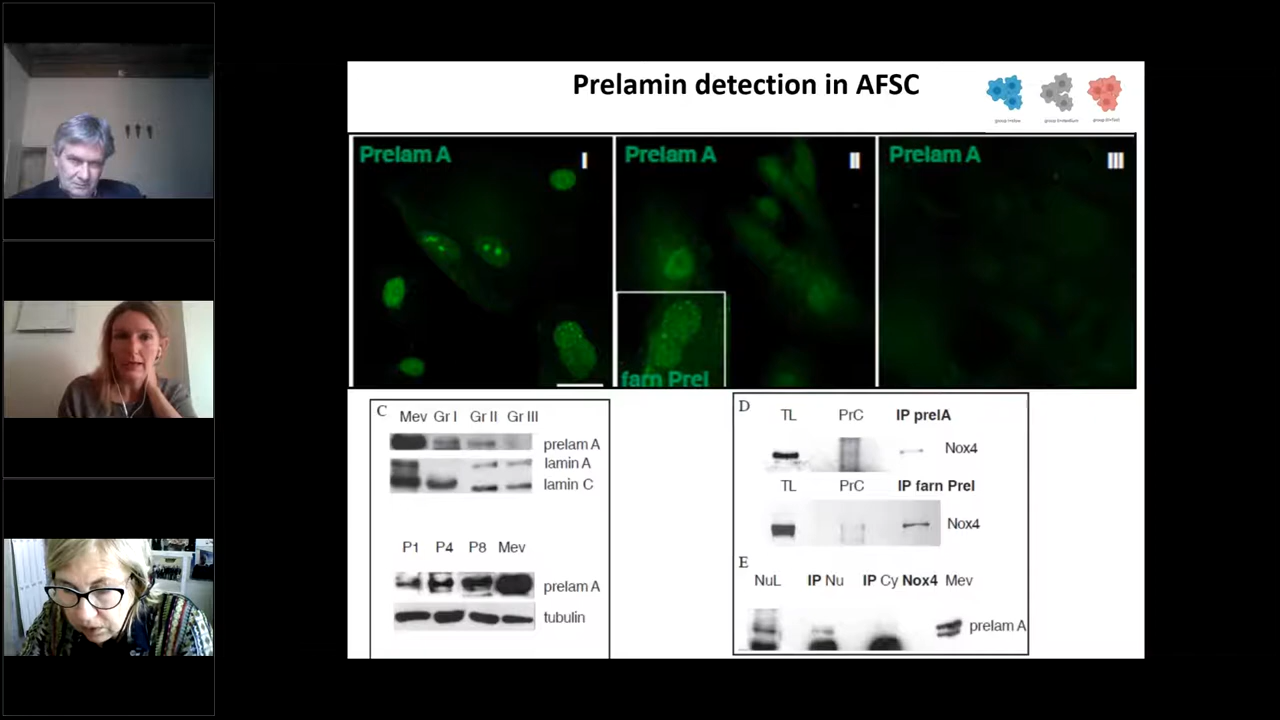 Prelamin detection in AFSC
Prelam A
I
Prelam A
II
farn Prel
Prelam A
III
C
Mev Gr I Gr II Gr III
prelam A
lamin A
lamin C
P1 P4 P8 Mev
prelam A
tubulin
D
TL PrC IP prelA
Nox4
TL PrC IP farn Prel
Nox4
E
NuL IP Nu IP Cy Nox4 Mev
prelam A